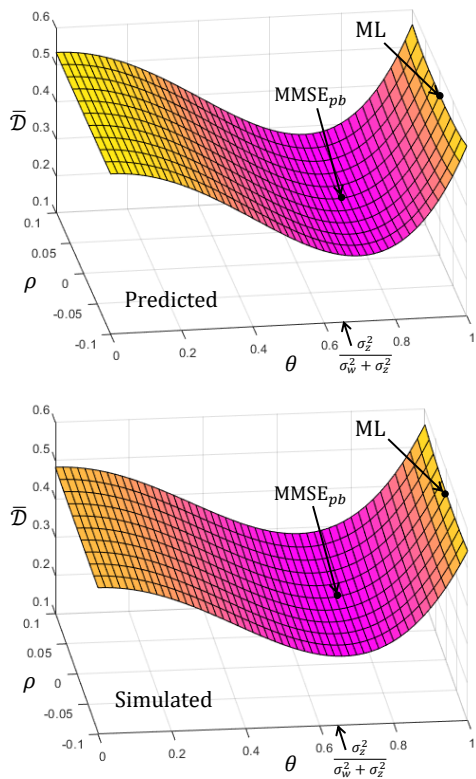 0.6
ML
0.5
MMSE_pb
0.4
D̅
0.3
0.2
0.1
0.05
ρ 0
Predicted
-0.05
-0.1
0 0.2 0.4 0.6 0.8 1
θ σ_z^2 / (σ_w^2 + σ_z^2)
0.6
ML
0.5
MMSE_pb
0.4
D̅
0.3
0.2
0.1
0.05
ρ 0
Simulated
-0.05
-0.1
0 0.2 0.4 0.6 0.8 1
θ σ_z^2 / (σ_w^2 + σ_z^2)